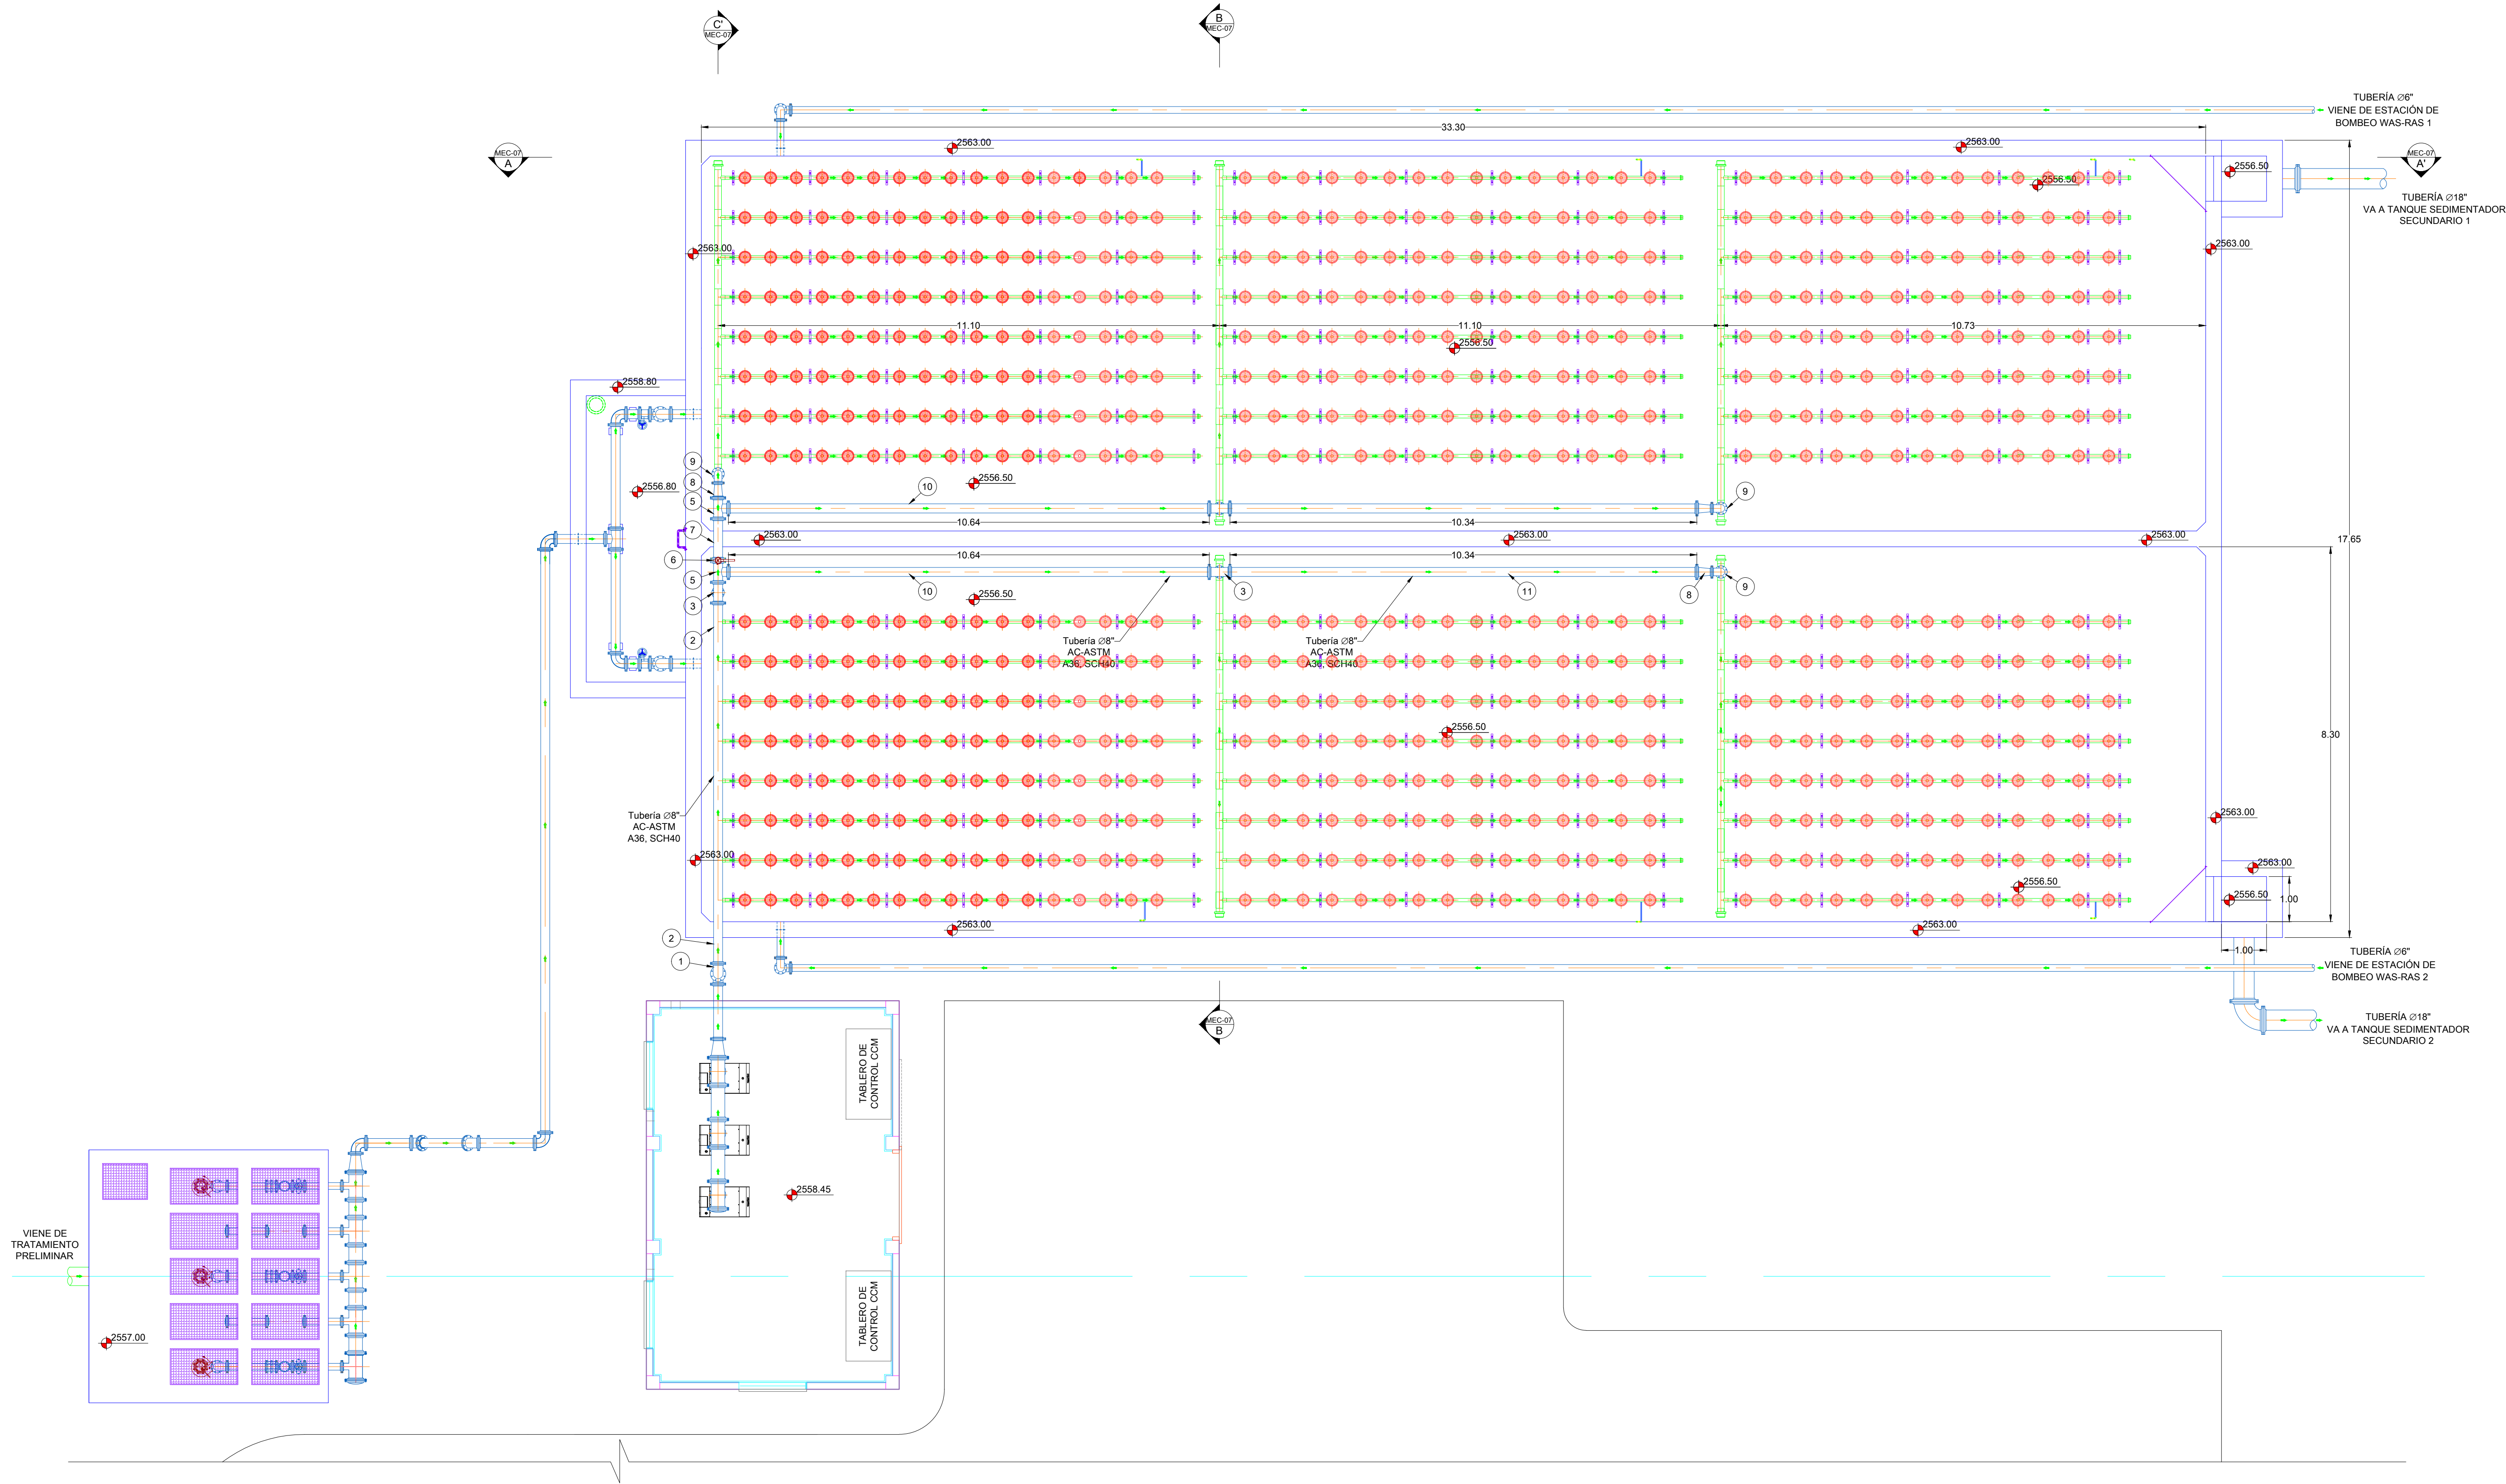 C'
MEC-07
B
MEC-07
TUBERÍA Ø6"
VIENE DE ESTACIÓN DE
BOMBEO WAS-RAS 1
33.30
2563.00
2563.00
MEC-07
A
MEC-07
A'
2556.50
2556.50
TUBERÍA Ø18"
VA A TANQUE SEDIMENTADOR
SECUNDARIO 1
2563.00
2563.00
11.10
11.10
10.73
2556.50
2558.80
9
8
5
7
6
5
3
2
2556.80
2556.50
10
9
10.64
10.34
2563.00
2563.00
2563.00
17.65
10.64
10.34
2556.50
10
3
11
8
9
Tubería Ø8"
AC-ASTM
A36, SCH40
Tubería Ø8"
AC-ASTM
A36, SCH40
2556.50
8.30
Tubería Ø8"
AC-ASTM
A36, SCH40
2563.00
2563.00
2563.00
2556.50
2556.50
1.00
2563.00
2563.00
2
1
1.00
TUBERÍA Ø6"
VIENE DE ESTACIÓN DE
BOMBEO WAS-RAS 2
MEC-07
B
TUBERÍA Ø18"
VA A TANQUE SEDIMENTADOR
SECUNDARIO 2
TABLERO DE
CONTROL CCM
2558.45
VIENE DE
TRATAMIENTO
PRELIMINAR
TABLERO DE
CONTROL CCM
2557.00